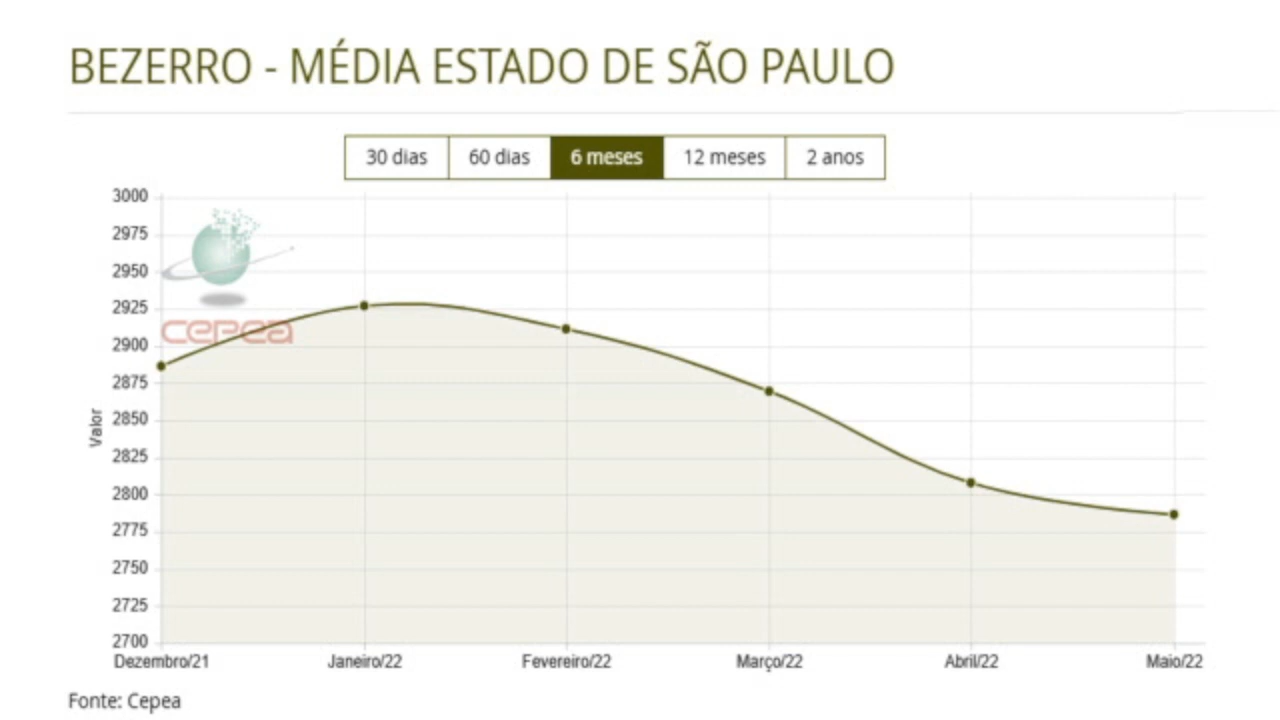 BEZERRO - MÉDIA ESTADO DE SÃO PAULO
30 dias 60 dias 6 meses 12 meses 2 anos
3000
2975
2950
2925
cepea
2900
2875
2850
Valor
2825
2800
2775
2750
2725
2700
Dezembro/21 Janeiro/22 Fevereiro/22 Março/22 Abril/22 Maio/22
Fonte: Cepea